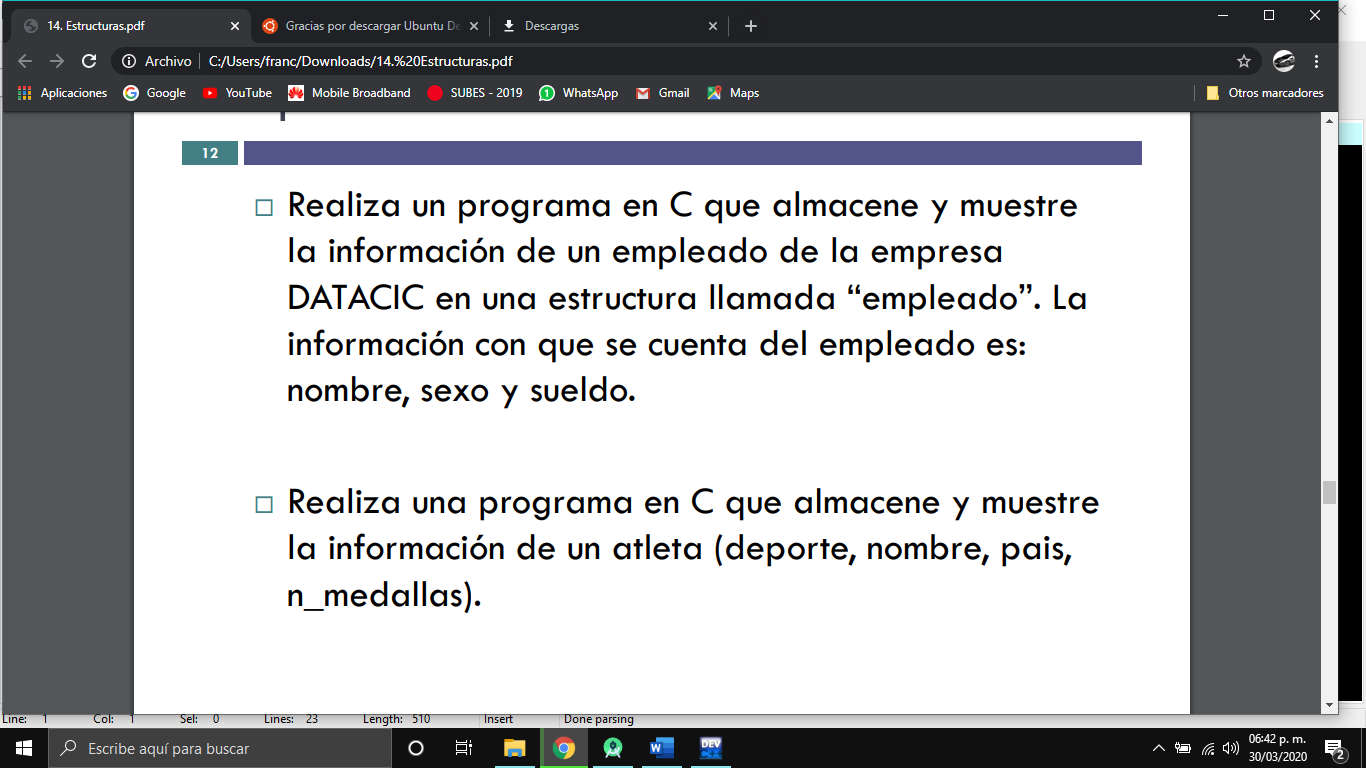 14. Estructuras.pdf
Gracias por descargar Ubuntu De
Descargas
Archivo
C:/Users/franc/Downloads/14.%20Estructuras.pdf
Aplicaciones
Google
YouTube
Mobile Broadband
SUBES - 2019
WhatsApp
Gmail
Maps
Otros marcadores
12
Realiza un programa en C que almacene y muestre
la información de un empleado de la empresa
DATACIC en una estructura llamada “empleado”. La
información con que se cuenta del empleado es:
nombre, sexo y sueldo.
Realiza una programa en C que almacene y muestre
la información de un atleta (deporte, nombre, pais,
n_medallas).
Line: 1 Col: 1 Sel: 0 Lines: 23 Length: 510 Insert Done parsing
Escribe aquí para buscar
W
DEV
C++
06:42 p. m.
30/03/2020
2